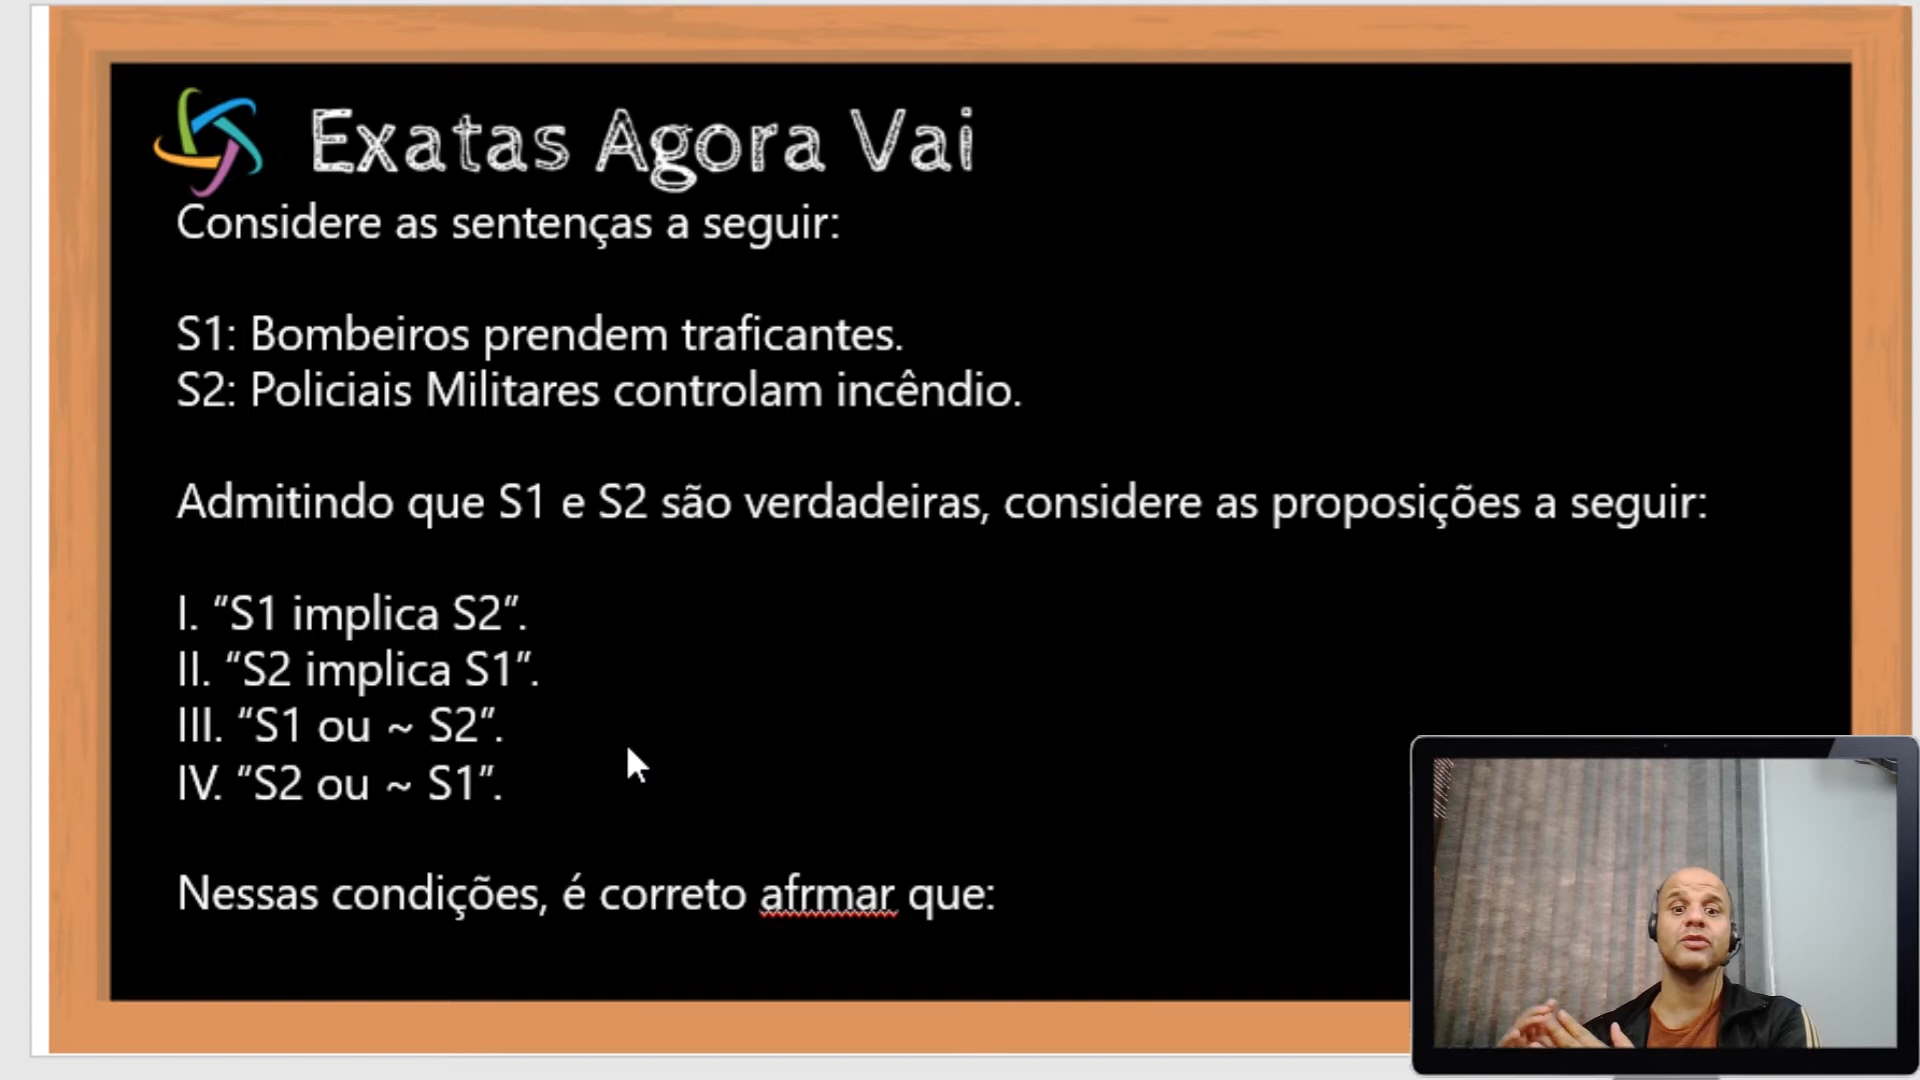 Exatas Agora Vai
Considere as sentenças a seguir:
S1: Bombeiros prendem traficantes.
S2: Policiais Militares controlam incêndio.
Admitindo que S1 e S2 são verdadeiras, considere as proposições a seguir:
I. “S1 implica S2”.
II. “S2 implica S1”.
III. “S1 ou ~ S2”.
IV. “S2 ou ~ S1”.
Nessas condições, é correto afrmar que: